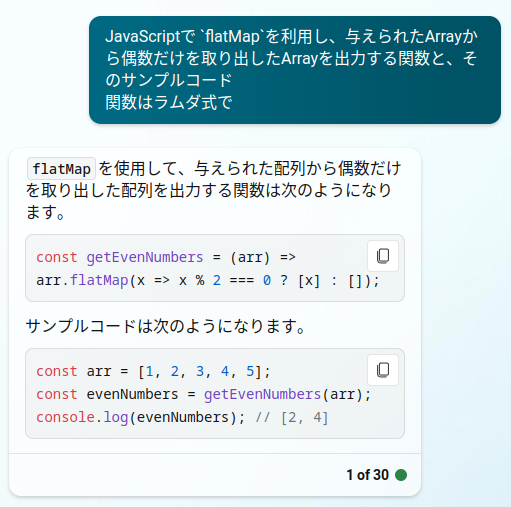 JavaScriptで `flatMap`を利用し、与えられたArrayか
ら偶数だけを取り出したArrayを出力する関数と、そ
のサンプルコード
関数はラムダ式で
flatMap を使用して、与えられた配列から偶数だけ
を取り出した配列を出力する関数は次のようになり
ます。
const getEvenNumbers = (arr) =>
arr.flatMap(x => x % 2 === 0 ? [x] : []);
サンプルコードは次のようになります。
const arr = [1, 2, 3, 4, 5];
const evenNumbers = getEvenNumbers(arr);
console.log(evenNumbers); // [2, 4]
1 of 30